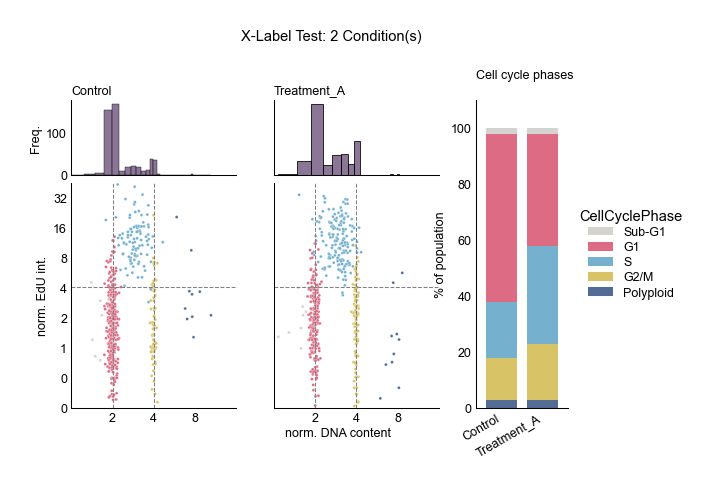 X-Label Test: 2 Condition(s)
Control
Treatment_A
Cell cycle phases
Freq.
100
0
100
0
norm. EdU int.
32
16
8
4
2
1
0
0
2
4
8
2
4
8
norm. DNA content
% of population
100
80
60
40
20
0
Control
Treatment_A
CellCyclePhase
Sub-G1
G1
S
G2/M
Polyploid